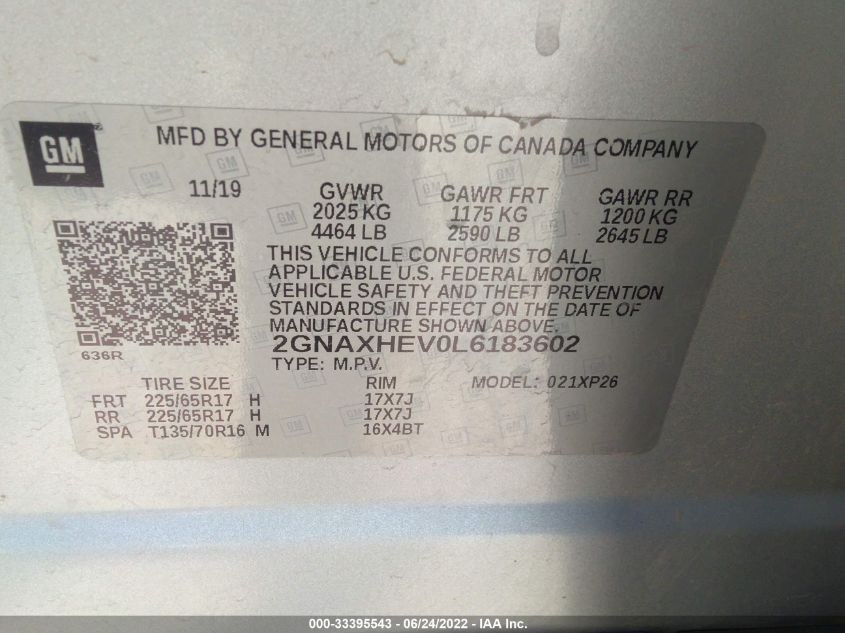 GM
MFD BY GENERAL MOTORS OF CANADA COMPANY
11/19 GVWR GAWR FRT GAWR RR
2025 KG 1175 KG 1200 KG
4464 LB 2590 LB 2645 LB
THIS VEHICLE CONFORMS TO ALL
APPLICABLE U.S. FEDERAL MOTOR
VEHICLE SAFETY AND THEFT PREVENTION
STANDARDS IN EFFECT ON THE DATE OF
MANUFACTURE SHOWN ABOVE.
2GNAXHEV0L6183602
636R
TYPE: M.P.V.
TIRE SIZE RIM MODEL: 021XP26
FRT 225/65R17 H 17X7J
RR 225/65R17 H 17X7J
SPA T135/70R16 M 16X4BT
000-33395543 - 06/24/2022 - IAA Inc.